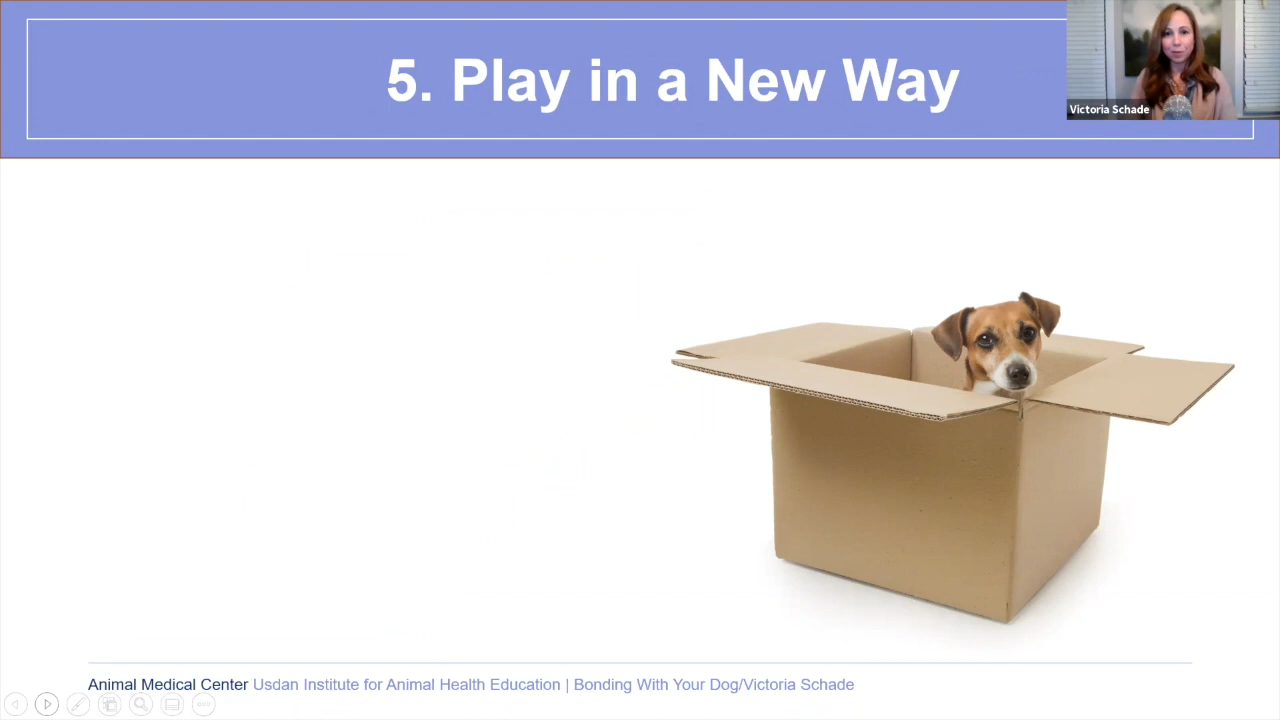 5. Play in a New Way
Victoria Schade
Animal Medical Center Usdan Institute for Animal Health Education | Bonding With Your Dog/Victoria Schade